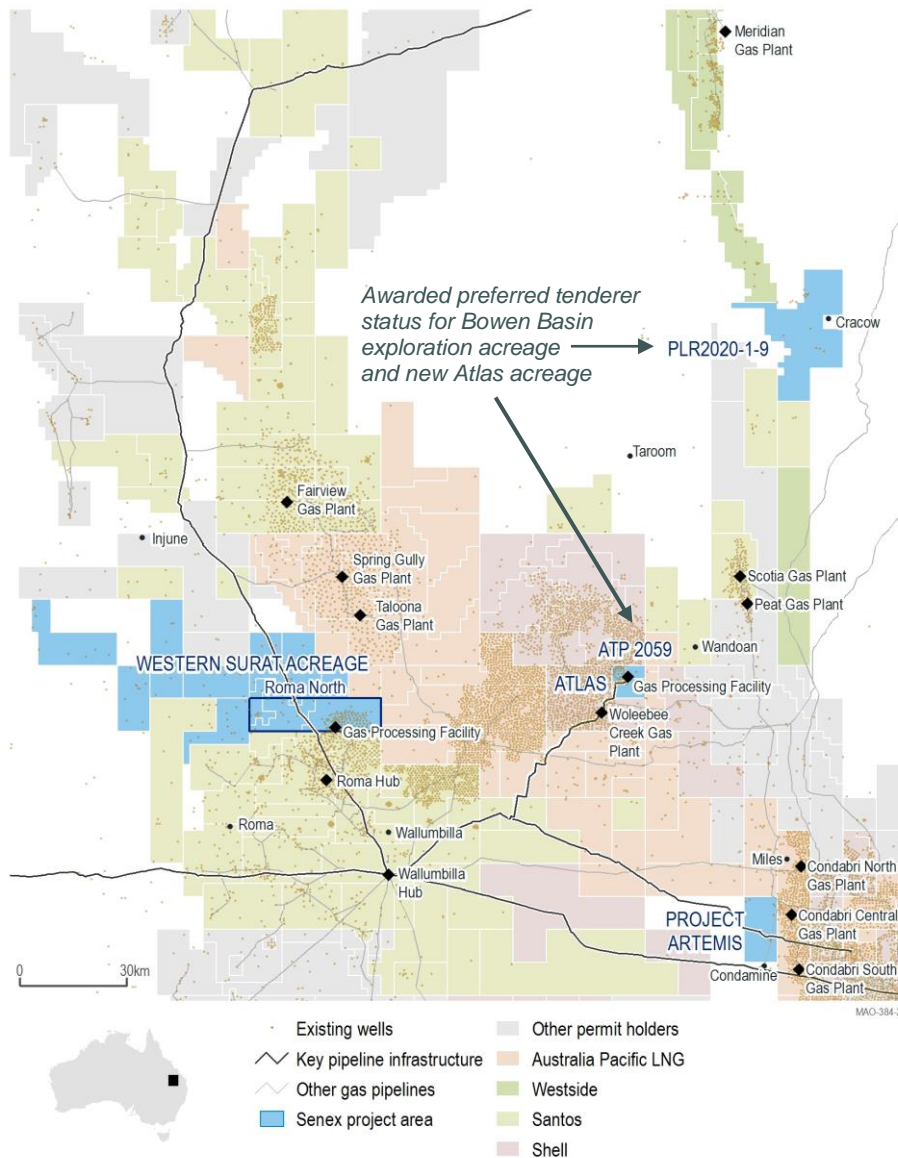 Meridian
Gas Plant
Awarded preferred tenderer
status for Bowen Basin
exploration acreage
and new Atlas acreage
PLR2020-1-9
Cracow
Taroom
Fairview
Gas Plant
Injune
Spring Gully
Gas Plant
Taloona
Gas Plant
Scotia Gas Plant
Peat Gas Plant
WESTERN SURAT ACREAGE
Roma North
Gas Processing Facility
ATP 2059
Wandoan
ATLAS
Gas Processing Facility
Woleebee
Creek Gas
Plant
Roma Hub
Roma
Wallumbilla
Wallumbilla
Hub
Miles
Condabri North
Gas Plant
PROJECT
ARTEMIS
Condabri Central
Gas Plant
Condamine
Condabri South
Gas Plant
0
30km
Existing wells
Key pipeline infrastructure
Other gas pipelines
Senex project area
Other permit holders
Australia Pacific LNG
Westside
Santos
Shell